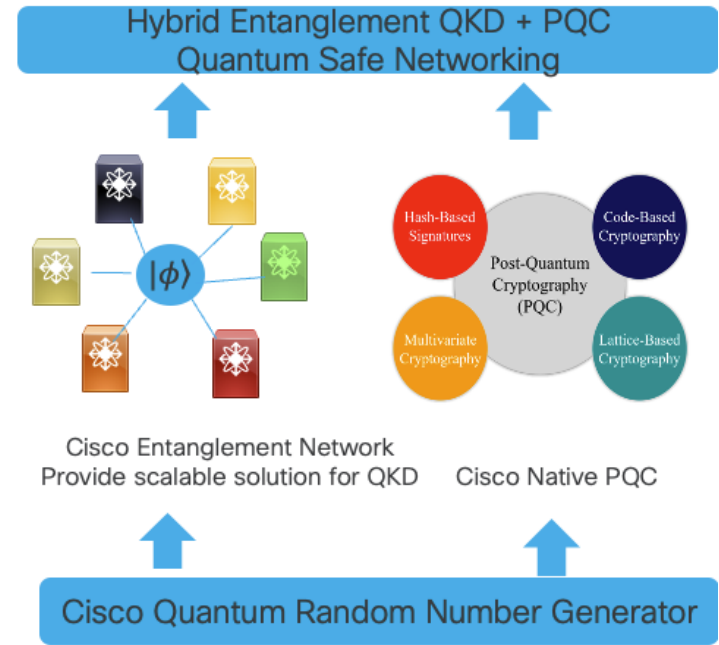 Hybrid Entanglement QKD + PQC
Quantum Safe Networking
|ϕ⟩
Hash-Based
Signatures
Code-Based
Cryptography
Post-Quantum
Cryptography
(PQC)
Multivariate
Cryptography
Lattice-Based
Cryptography
Cisco Entanglement Network
Provide scalable solution for QKD
Cisco Native PQC
Cisco Quantum Random Number Generator